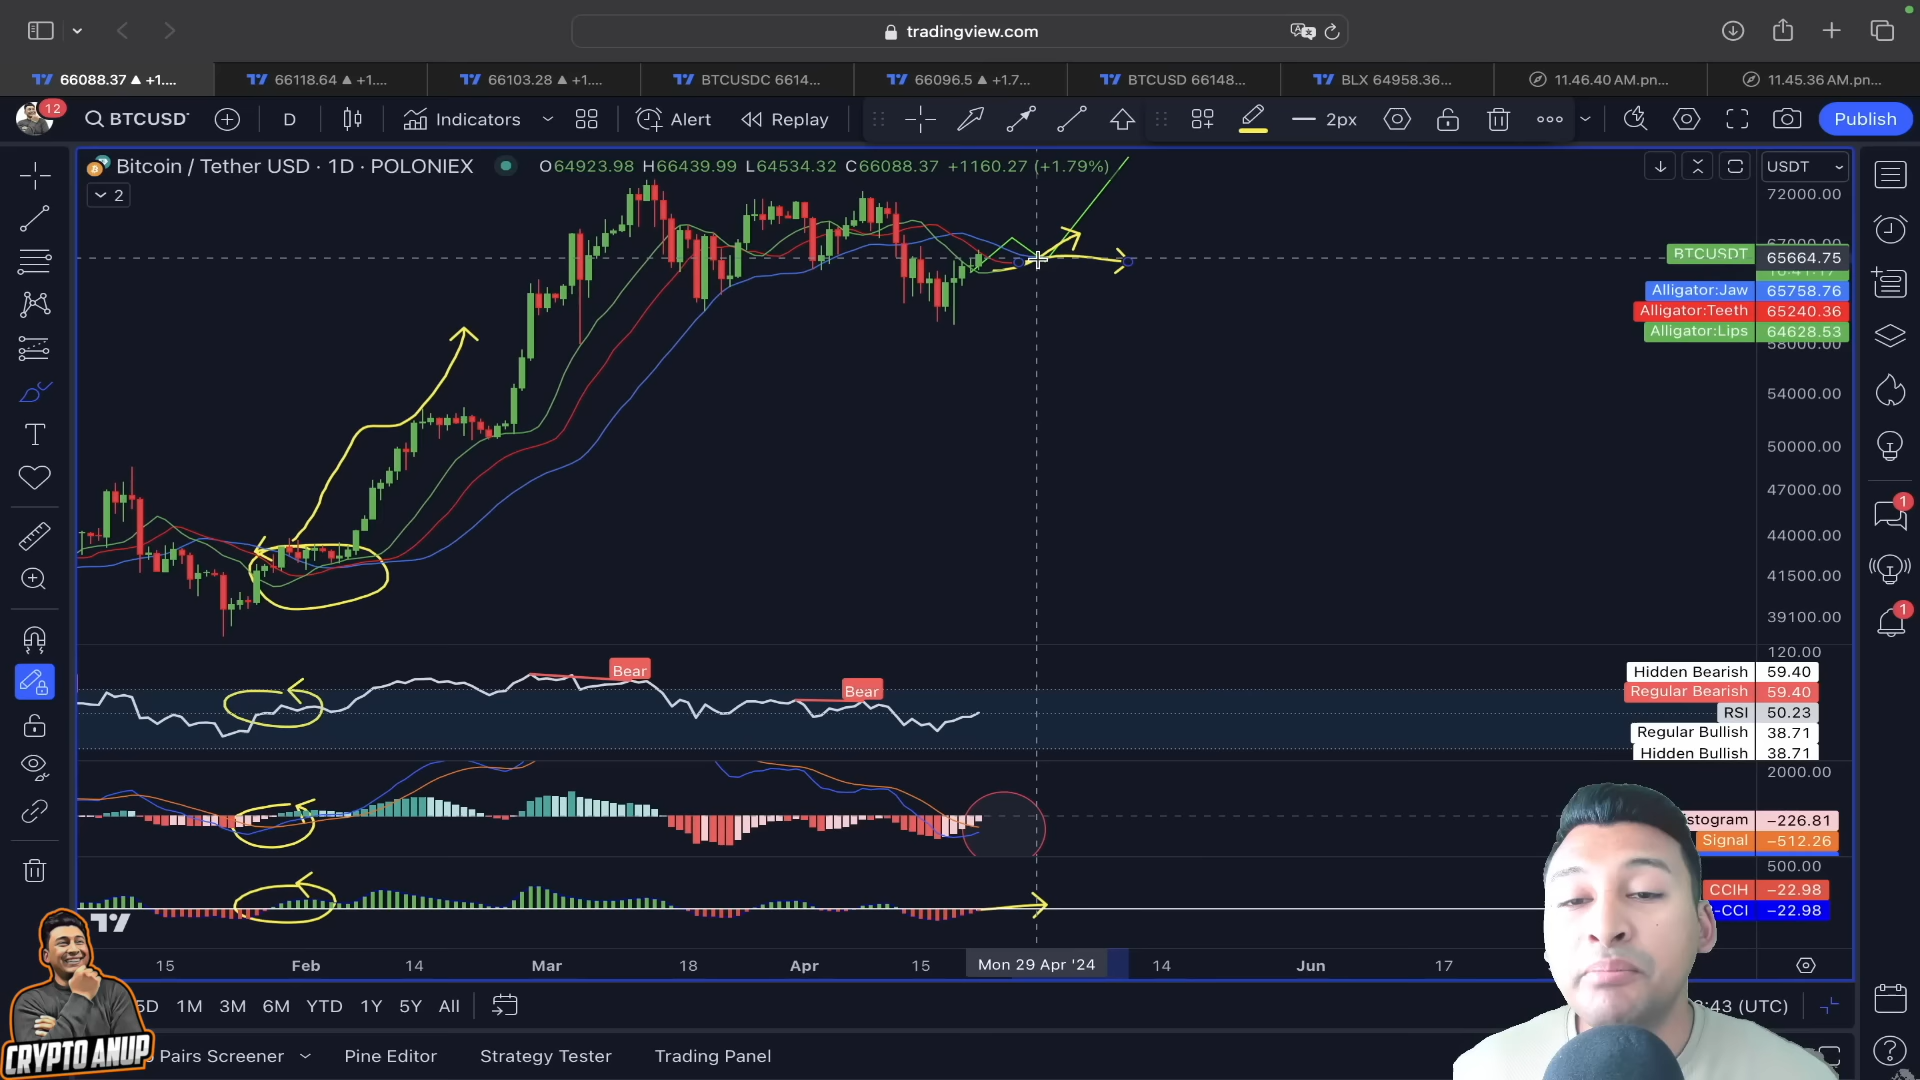 tradingview.com
66088.37 ▲ +1....
66118.64 ▲ +1....
66103.28 ▲ +1....
BTCUSDC 6614...
66096.5 ▲ +1.7...
BTCUSD 66148...
BLX 64958.36...
11.46.40 AM.pn...
11.45.36 AM.pn...
12
BTCUSD
D
Indicators
Alert
Replay
2px
Publish
Bitcoin / Tether USD · 1D · POLONIEX
O64923.98 H66439.99 L64534.32 C66088.37 +1160.27 (+1.79%)
USDT
2
72000.00
BTCUSDT
65664.75
Alligator:Jaw 65758.76
Alligator:Teeth 65240.36
Alligator:Lips 64628.53
58000.00
54000.00
50000.00
47000.00
44000.00
41500.00
39100.00
1
1
120.00
Bear
Bear
Hidden Bearish 59.40
Regular Bearish 59.40
RSI 50.23
Regular Bullish 38.71
Hidden Bullish 38.71
2000.00
stogram −226.81
Signal −512.26
500.00
CCIH −22.98
-CCI −22.98
15 Feb 14 Mar 18 Apr 15 Mon 29 Apr '24 14 Jun 17
5D 1M 3M 6M YTD 1Y 5Y All
:43 (UTC)
CRYPTO ANUP
Pairs Screener
Pine Editor
Strategy Tester
Trading Panel